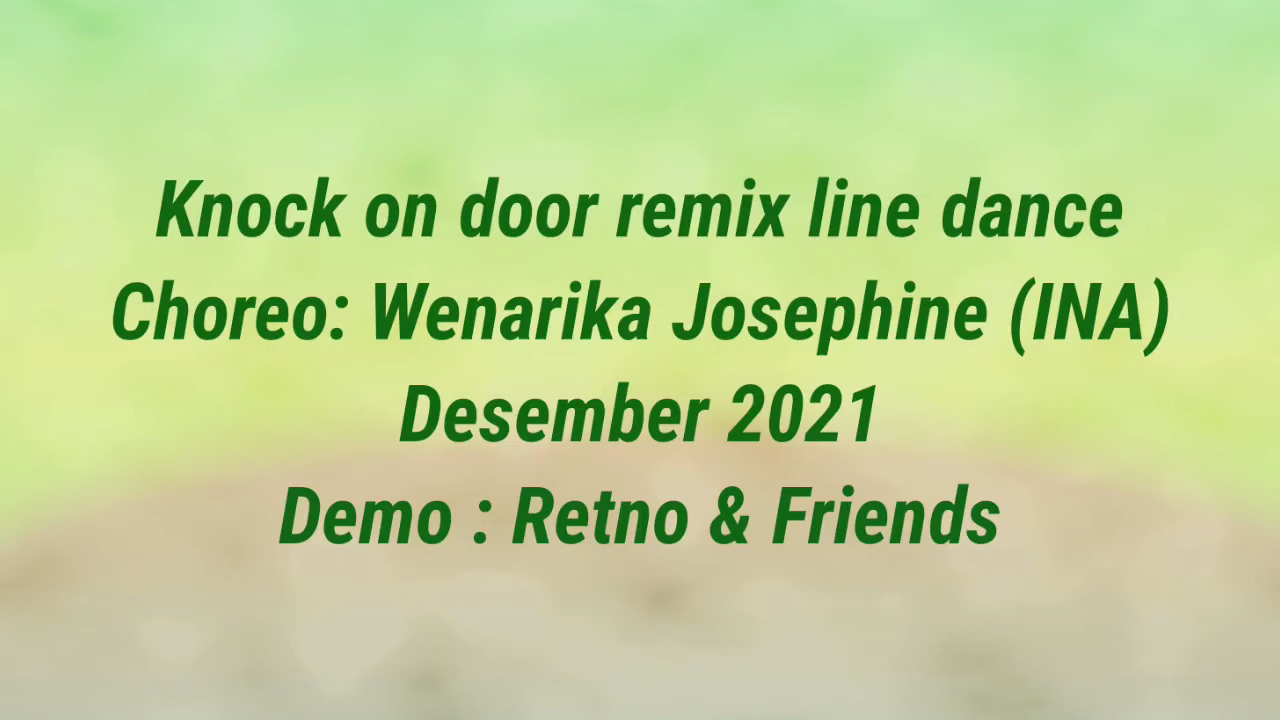 Knock on door remix line dance
Choreo: Wenarika Josephine (INA)
Desember 2021
Demo : Retno & Friends